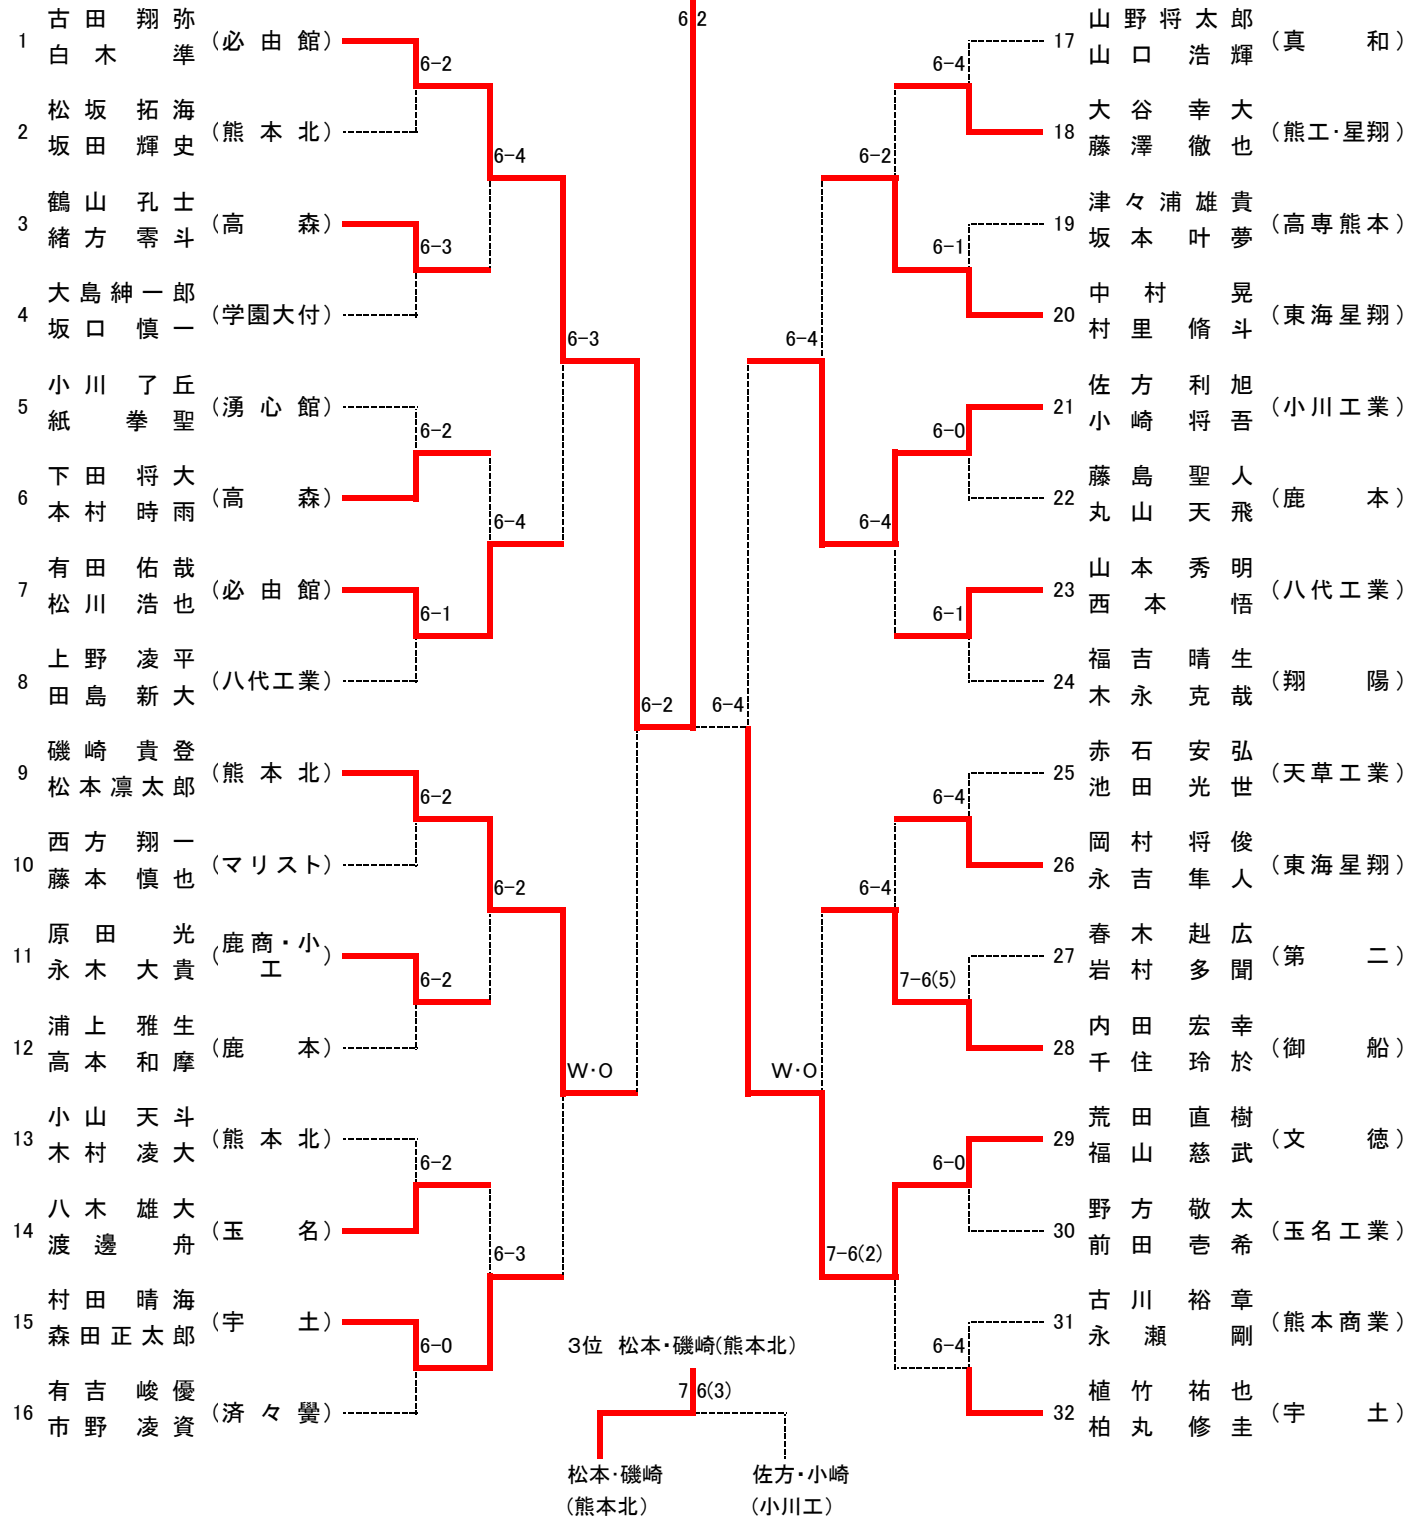 6-2
1 古田 翔弥 (必由館)
白木 準
6-2
2 松坂 拓海 (熊本北)
坂田 輝史
6-4
3 鶴山 孔士 (高森)
緒方 零斗
6-3
4 大島紳一郎 (学園大付)
坂口 慎一
6-3
5 小川 了丘 (湧心館)
紙 拳聖
6-2
6 下田 将大 (高森)
本村 時雨
6-4
7 有田 佑哉 (必由館)
松川 浩也
6-1
8 上野 凌平 (八代工業)
田島 新大
6-2
9 磯崎 貴登 (熊本北)
松本凛太郎
6-2
10 西方 翔一 (マリスト)
藤本 慎也
6-2
11 原田 光 (鹿商・小工)
永木 大貴
6-2
12 浦上 雅生 (鹿本)
高本 和摩
W・O
13 小山 天斗 (熊本北)
木村 凌大
6-2
14 八木 雄大 (玉名)
渡邊 舟
6-3
15 村田 晴海 (宇土)
森田正太郎
6-0
16 有吉 峻優 (済々黌)
市野 凌資
17 山野将太郎 (真和)
山口 浩輝
6-4
18 大谷 幸大 (熊工・星翔)
藤澤 徹也
6-2
19 津々浦雄貴 (高専熊本)
坂本 叶夢
6-1
20 中村 晃 (東海星翔)
村里 脩斗
6-4
21 佐方 利旭 (小川工業)
小崎 将吾
6-0
22 藤島 聖人 (鹿本)
丸山 天飛
6-4
23 山本 秀明 (八代工業)
西本 悟
6-1
24 福吉 晴生 (翔陽)
木永 克哉
6-4
25 赤石 安弘 (天草工業)
池田 光世
6-4
26 岡村 将俊 (東海星翔)
永吉 隼人
6-4
27 春木 赳広 (第二)
岩村 多聞
7-6(5)
28 内田 宏幸 (御船)
千住 玲於
W・O
29 荒田 直樹 (文徳)
福山 慈武
6-0
30 野方 敬太 (玉名工業)
前田 壱希
7-6(2)
31 古川 裕章 (熊本商業)
永瀬 剛
6-4
32 植竹 祐也 (宇土)
柏丸 修圭
3位 松本・磯崎(熊本北)
7-6(3)
松本・磯崎
(熊本北)
佐方・小崎
(小川工)